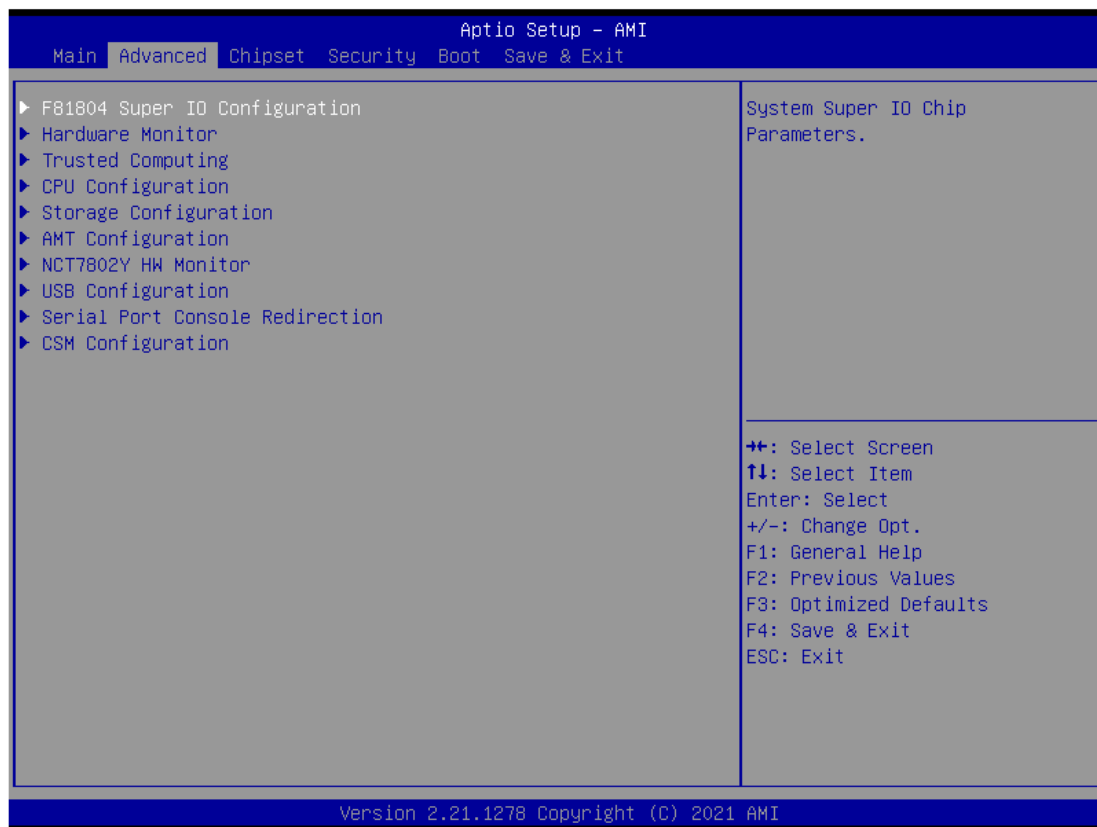 Aptio Setup – AMI
Main Advanced Chipset Security Boot Save & Exit
▶ F81804 Super IO Configuration
▶ Hardware Monitor
▶ Trusted Computing
▶ CPU Configuration
▶ Storage Configuration
▶ AMT Configuration
▶ NCT7802Y HW Monitor
▶ USB Configuration
▶ Serial Port Console Redirection
▶ CSM Configuration
System Super IO Chip
Parameters.
→←: Select Screen
↑↓: Select Item
Enter: Select
+/-: Change Opt.
F1: General Help
F2: Previous Values
F3: Optimized Defaults
F4: Save & Exit
ESC: Exit
Version 2.21.1278 Copyright (C) 2021 AMI